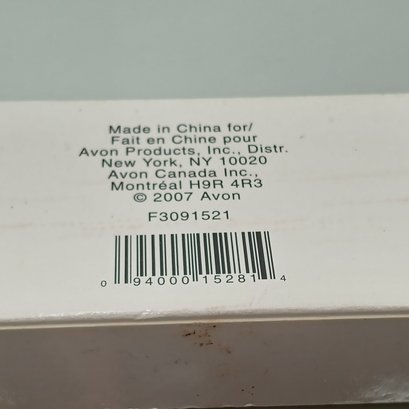 Made in China for/
Fait en Chine pour
Avon Products, Inc., Distr.
New York, NY 10020
Avon Canada Inc.,
Montréal H9R 4R3
© 2007 Avon
F3091521
0 94000 15281 4